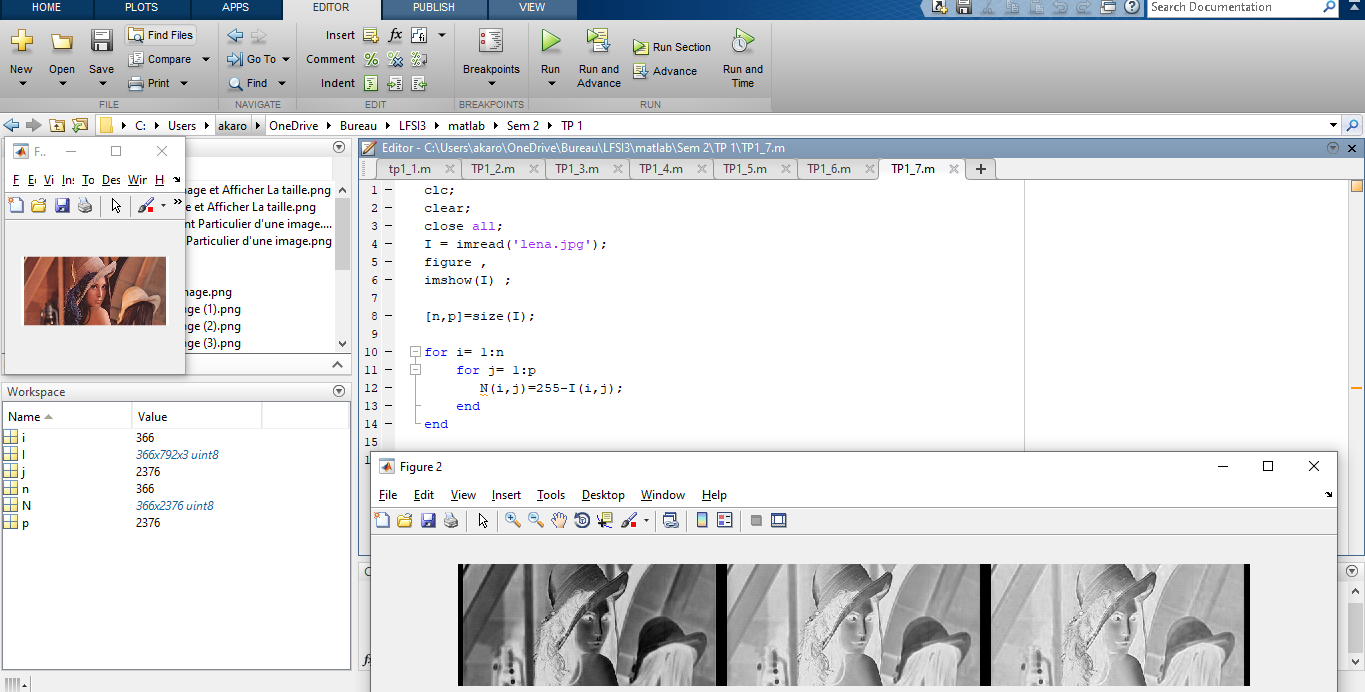 HOME PLOTS APPS EDITOR PUBLISH VIEW Search Documentation
New Open Save Find Files Compare Print
Go To Find
Insert fx
Comment
Indent
Breakpoints
Run Run and Advance Run Section Advance Run and Time
FILE NAVIGATE EDIT BREAKPOINTS RUN
C: Users akaro OneDrive Bureau LFSI3 matlab Sem 2 TP 1
F..
F Vi To Des H
age et Afficher La taille.png
e et Afficher La taille.png
nt Particulier d'une image....
Particulier d'une image.png
nage.png
ge (1).png
ge (2).png
ge (3).png
Workspace
Name Value
i 366
I 366x792x3 uint8
j 2376
n 366
N 366x2376 uint8
p 2376
Editor - C:\Users\akaro\OneDrive\Bureau\LFSI3\matlab\Sem 2\TP 1\TP1_7.m
tp1_1.m TP1_2.m TP1_3.m TP1_4.m TP1_5.m TP1_6.m TP1_7.m
1 clc;
2 clear;
3 close all;
4 I = imread('lena.jpg');
5 figure ,
6 imshow(I) ;
7
8 [n,p]=size(I);
9
10 for i= 1:n
11 for j= 1:p
12 N(i,j)=255-I(i,j);
13 end
14 end
15
Figure 2
File Edit View Insert Tools Desktop Window Help